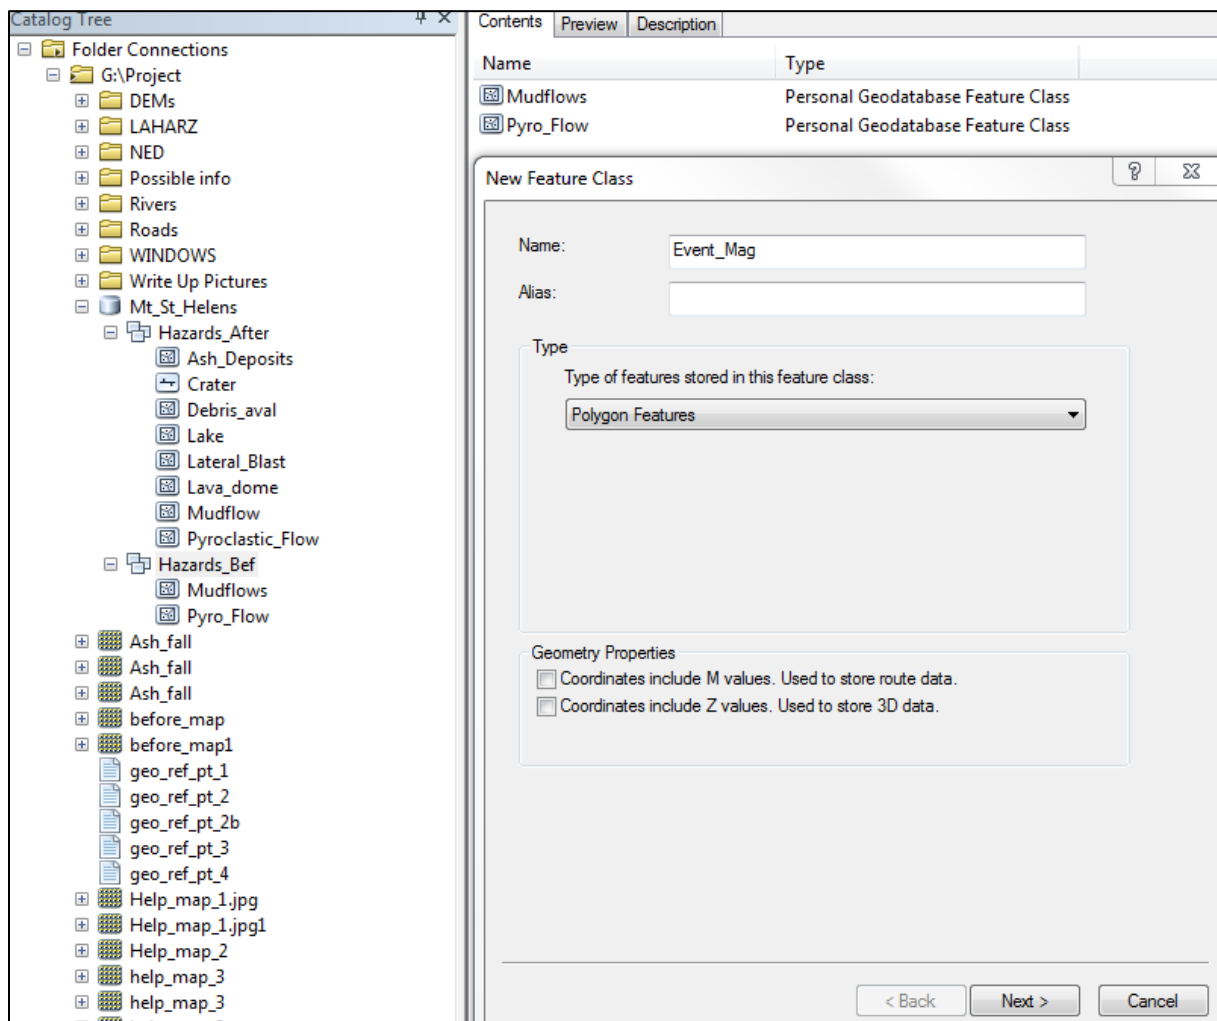 Catalog Tree
Folder Connections
G:\Project
DEMs
LAHARZ
NED
Possible info
Rivers
Roads
WINDOWS
Write Up Pictures
Mt_St_Helens
Hazards_After
Ash_Deposits
Crater
Debris_aval
Lake
Lateral_Blast
Lava_dome
Mudflow
Pyroclastic_Flow
Hazards_Bef
Mudflows
Pyro_Flow
Ash_fall
Ash_fall
Ash_fall
before_map
before_map1
geo_ref_pt_1
geo_ref_pt_2
geo_ref_pt_2b
geo_ref_pt_3
geo_ref_pt_4
Help_map_1.jpg
Help_map_1.jpg1
Help_map_2
help_map_3
help_map_3
Contents Preview Description
Name Type
Mudflows Personal Geodatabase Feature Class
Pyro_Flow Personal Geodatabase Feature Class
New Feature Class
Name: Event_Mag
Alias:
Type
Type of features stored in this feature class:
Polygon Features
Geometry Properties
Coordinates include M values. Used to store route data.
Coordinates include Z values. Used to store 3D data.
< Back Next > Cancel